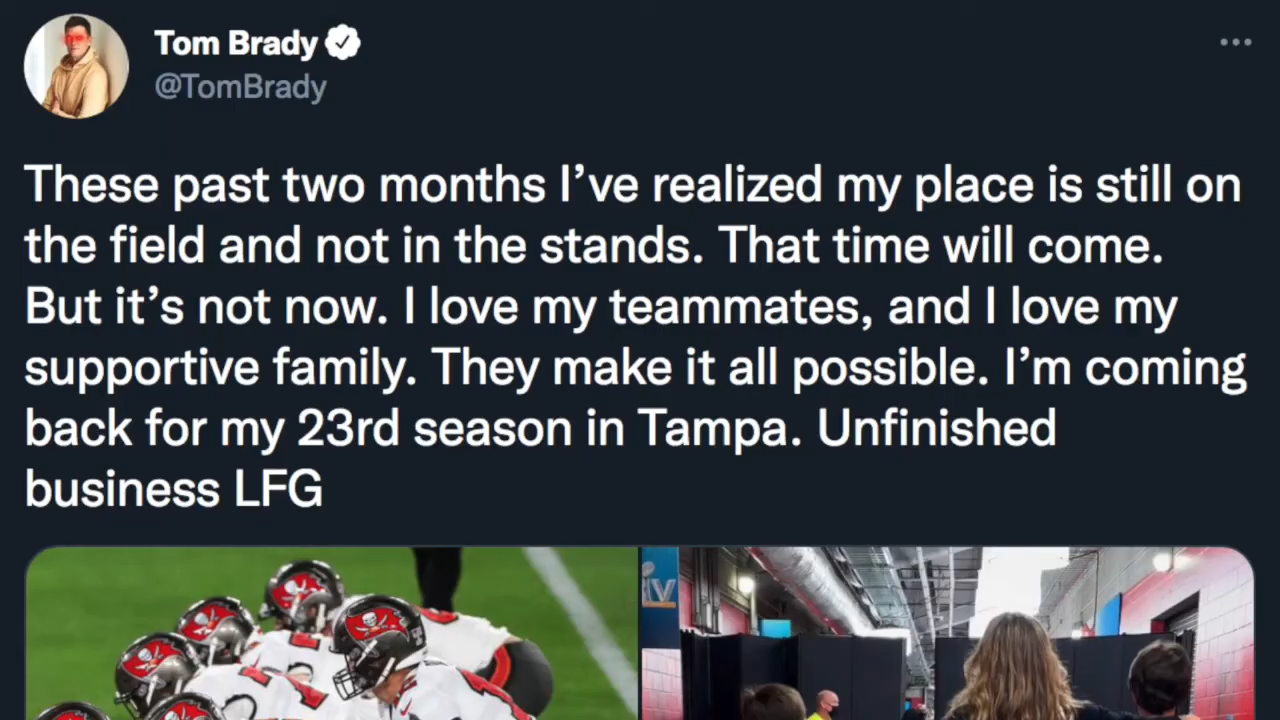 Tom Brady
@TomBrady
These past two months I’ve realized my place is still on
the field and not in the stands. That time will come.
But it’s not now. I love my teammates, and I love my
supportive family. They make it all possible. I’m coming
back for my 23rd season in Tampa. Unfinished
business LFG
LV